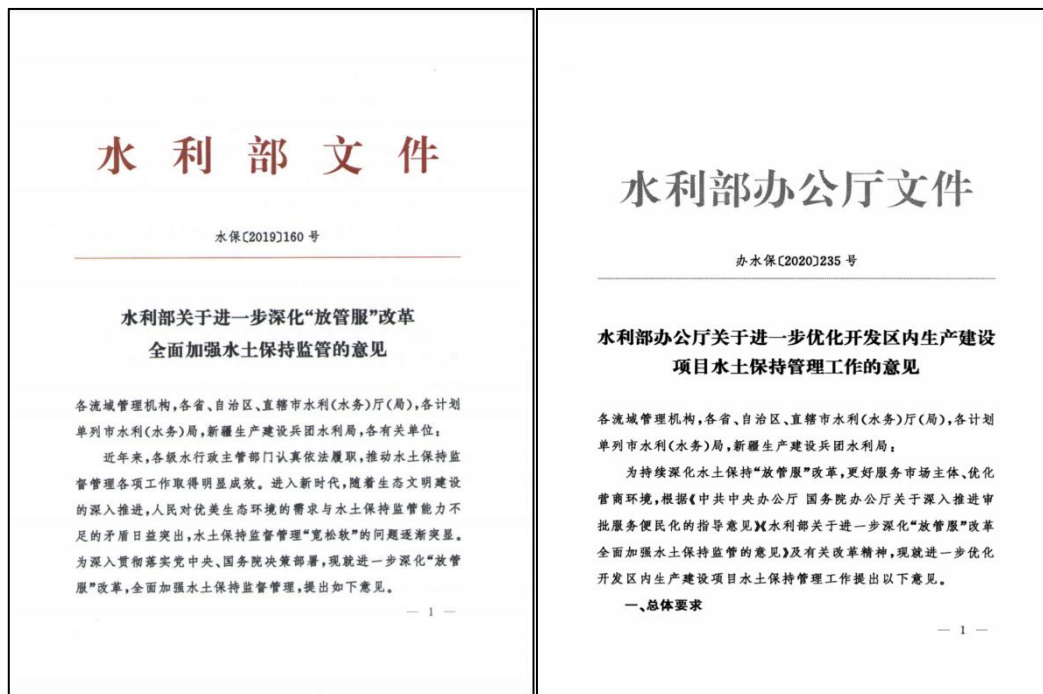 水利部文件
水保〔2019〕160 号
水利部关于进一步深化“放管服”改革
全面加强水土保持监管的意见
各流域管理机构,各省、自治区、直辖市水利(水务)厅(局),各计划
单列市水利(水务)局,新疆生产建设兵团水利局,各有关单位:
近年来,各级水行政主管部门认真依法履职,推动水土保持监
督管理各项工作取得明显成效。进入新时代,随着生态文明建设
的深入推进,人民对优美生态环境的需求与水土保持监管能力不
足的矛盾日益突出,水土保持监督管理“宽松软”的问题逐渐突显。
为深入贯彻落实党中央、国务院决策部署,现就进一步深化“放管
服”改革,全面加强水土保持监督管理,提出如下意见。
— 1 —
水利部办公厅文件
办水保〔2020〕235 号
水利部办公厅关于进一步优化开发区内生产建设
项目水土保持管理工作的意见
各流域管理机构,各省、自治区、直辖市水利(水务)厅(局),各计划
单列市水利(水务)局,新疆生产建设兵团水利局:
为持续深化水土保持“放管服”改革,更好服务市场主体、优化
营商环境,根据《中共中央办公厅 国务院办公厅关于深入推进审
批服务便民化的指导意见》《水利部关于进一步深化“放管服”改革
全面加强水土保持监管的意见》及有关改革精神,现就进一步优化
开发区内生产建设项目水土保持管理工作提出以下意见。
一、总体要求
— 1 —